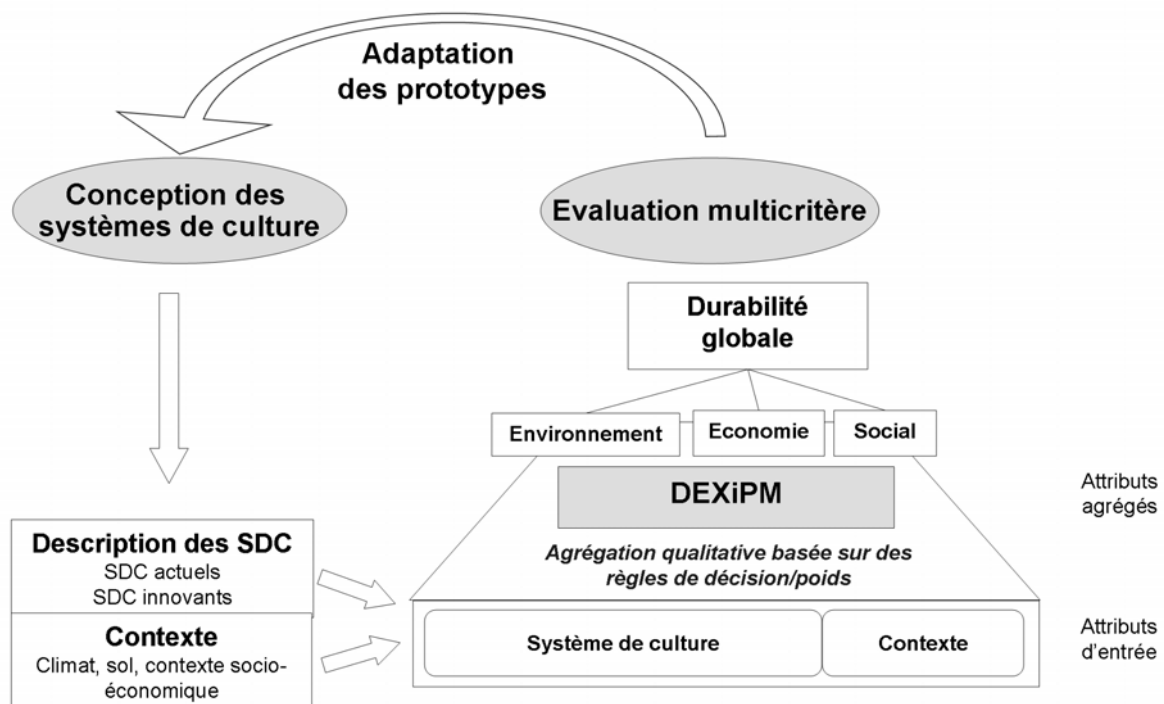 Adaptation
des prototypes
Conception des
systèmes de culture
Evaluation multicritère
Durabilité
globale
Environnement
Economie
Social
DEXiPM
Attributs
agrégés
Agrégation qualitative basée sur des
règles de décision/poids
Description des SDC
SDC actuels
SDC innovants
Contexte
Climat, sol, contexte socio-
économique
Système de culture
Contexte
Attributs
d'entrée